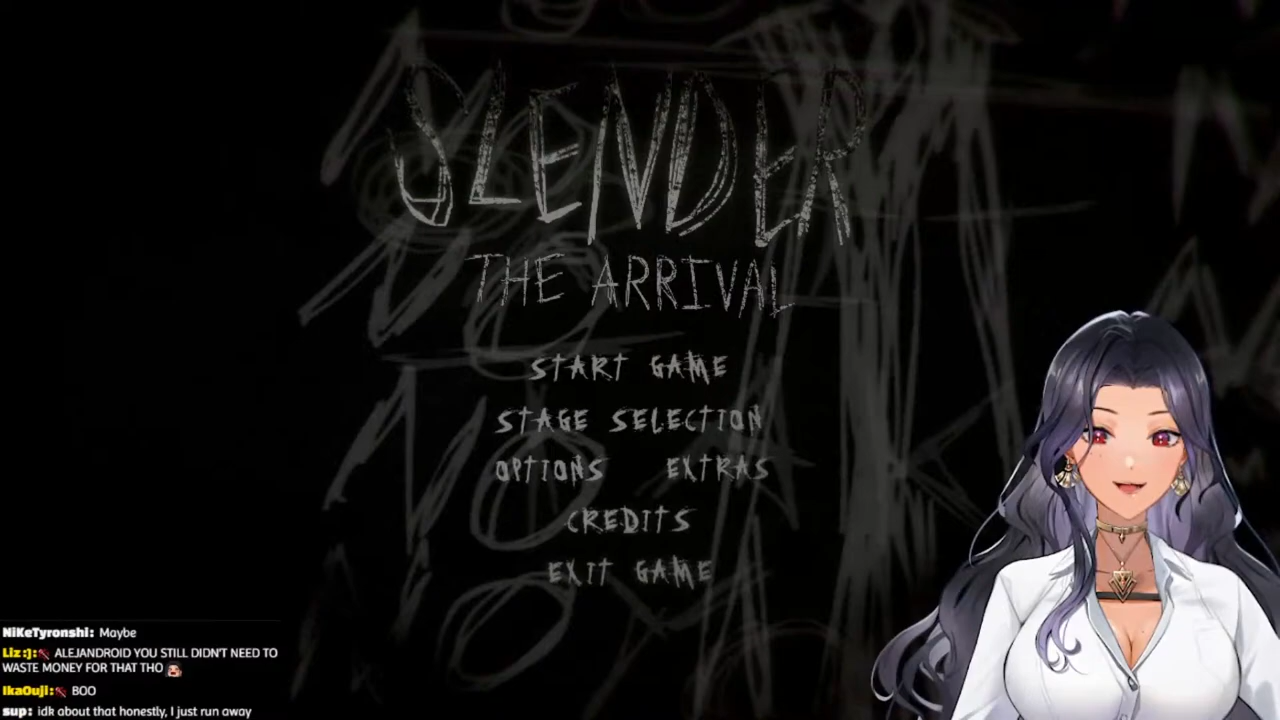 SLENDER
THE ARRIVAL
START GAME
STAGE SELECTION
OPTIONS EXTRAS
CREDITS
EXIT GAME
NiKeTyronshi: Maybe
Liz :): ALEJANDROID YOU STILL DIDN'T NEED TO
WASTE MONEY FOR THAT THO
IkaOuji: BOO
sup: idk about that honestly, I just run away